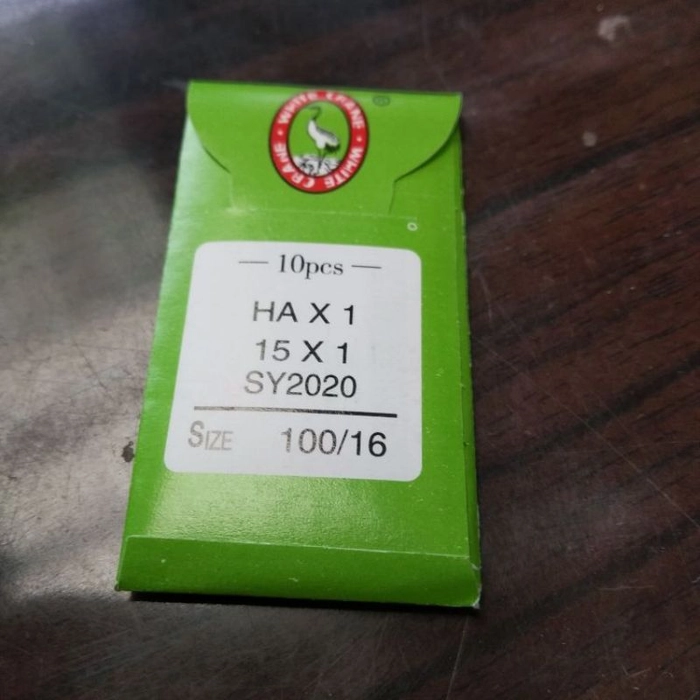 WHITE CRANE • WHITE CRANE •
®
— 10pcs —
HA X 1
15 X 1
SY2020
SIZE 100/16